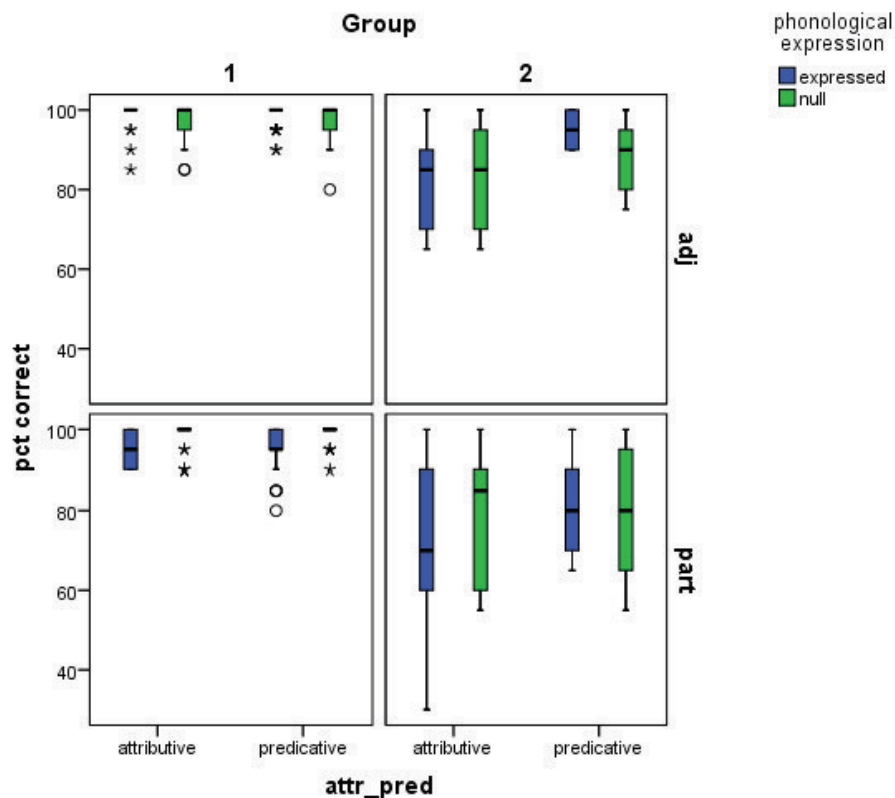 Group
phonological
expression
expressed
null
1
2
100
80
60
40
adj
100
80
60
40
part
pct correct
attributive
predicative
attributive
predicative
attr_pred